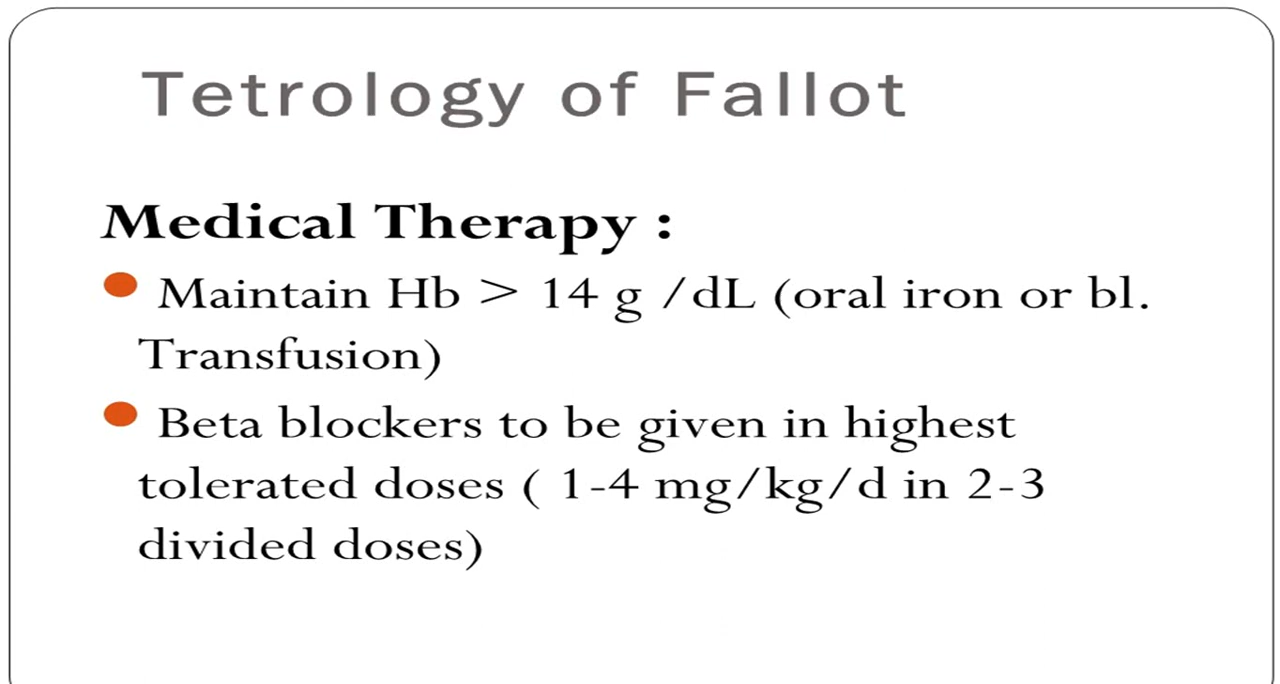 Tetrology of Fallot
Medical Therapy :
Maintain Hb > 14 g /dL (oral iron or bl.
Transfusion)
Beta blockers to be given in highest
tolerated doses ( 1-4 mg/kg/d in 2-3
divided doses)